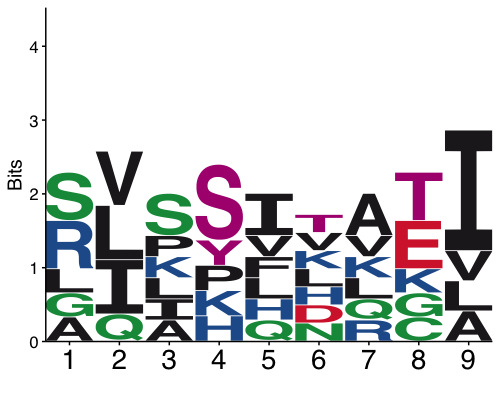 Bits
4
3
2
1
0
S R L G A
V L I Q
S P K L I A
S Y P K H
I V F L H Q
T V K L H D N
A V K L Q R
T E K G C
I V L A
1 2 3 4 5 6 7 8 9